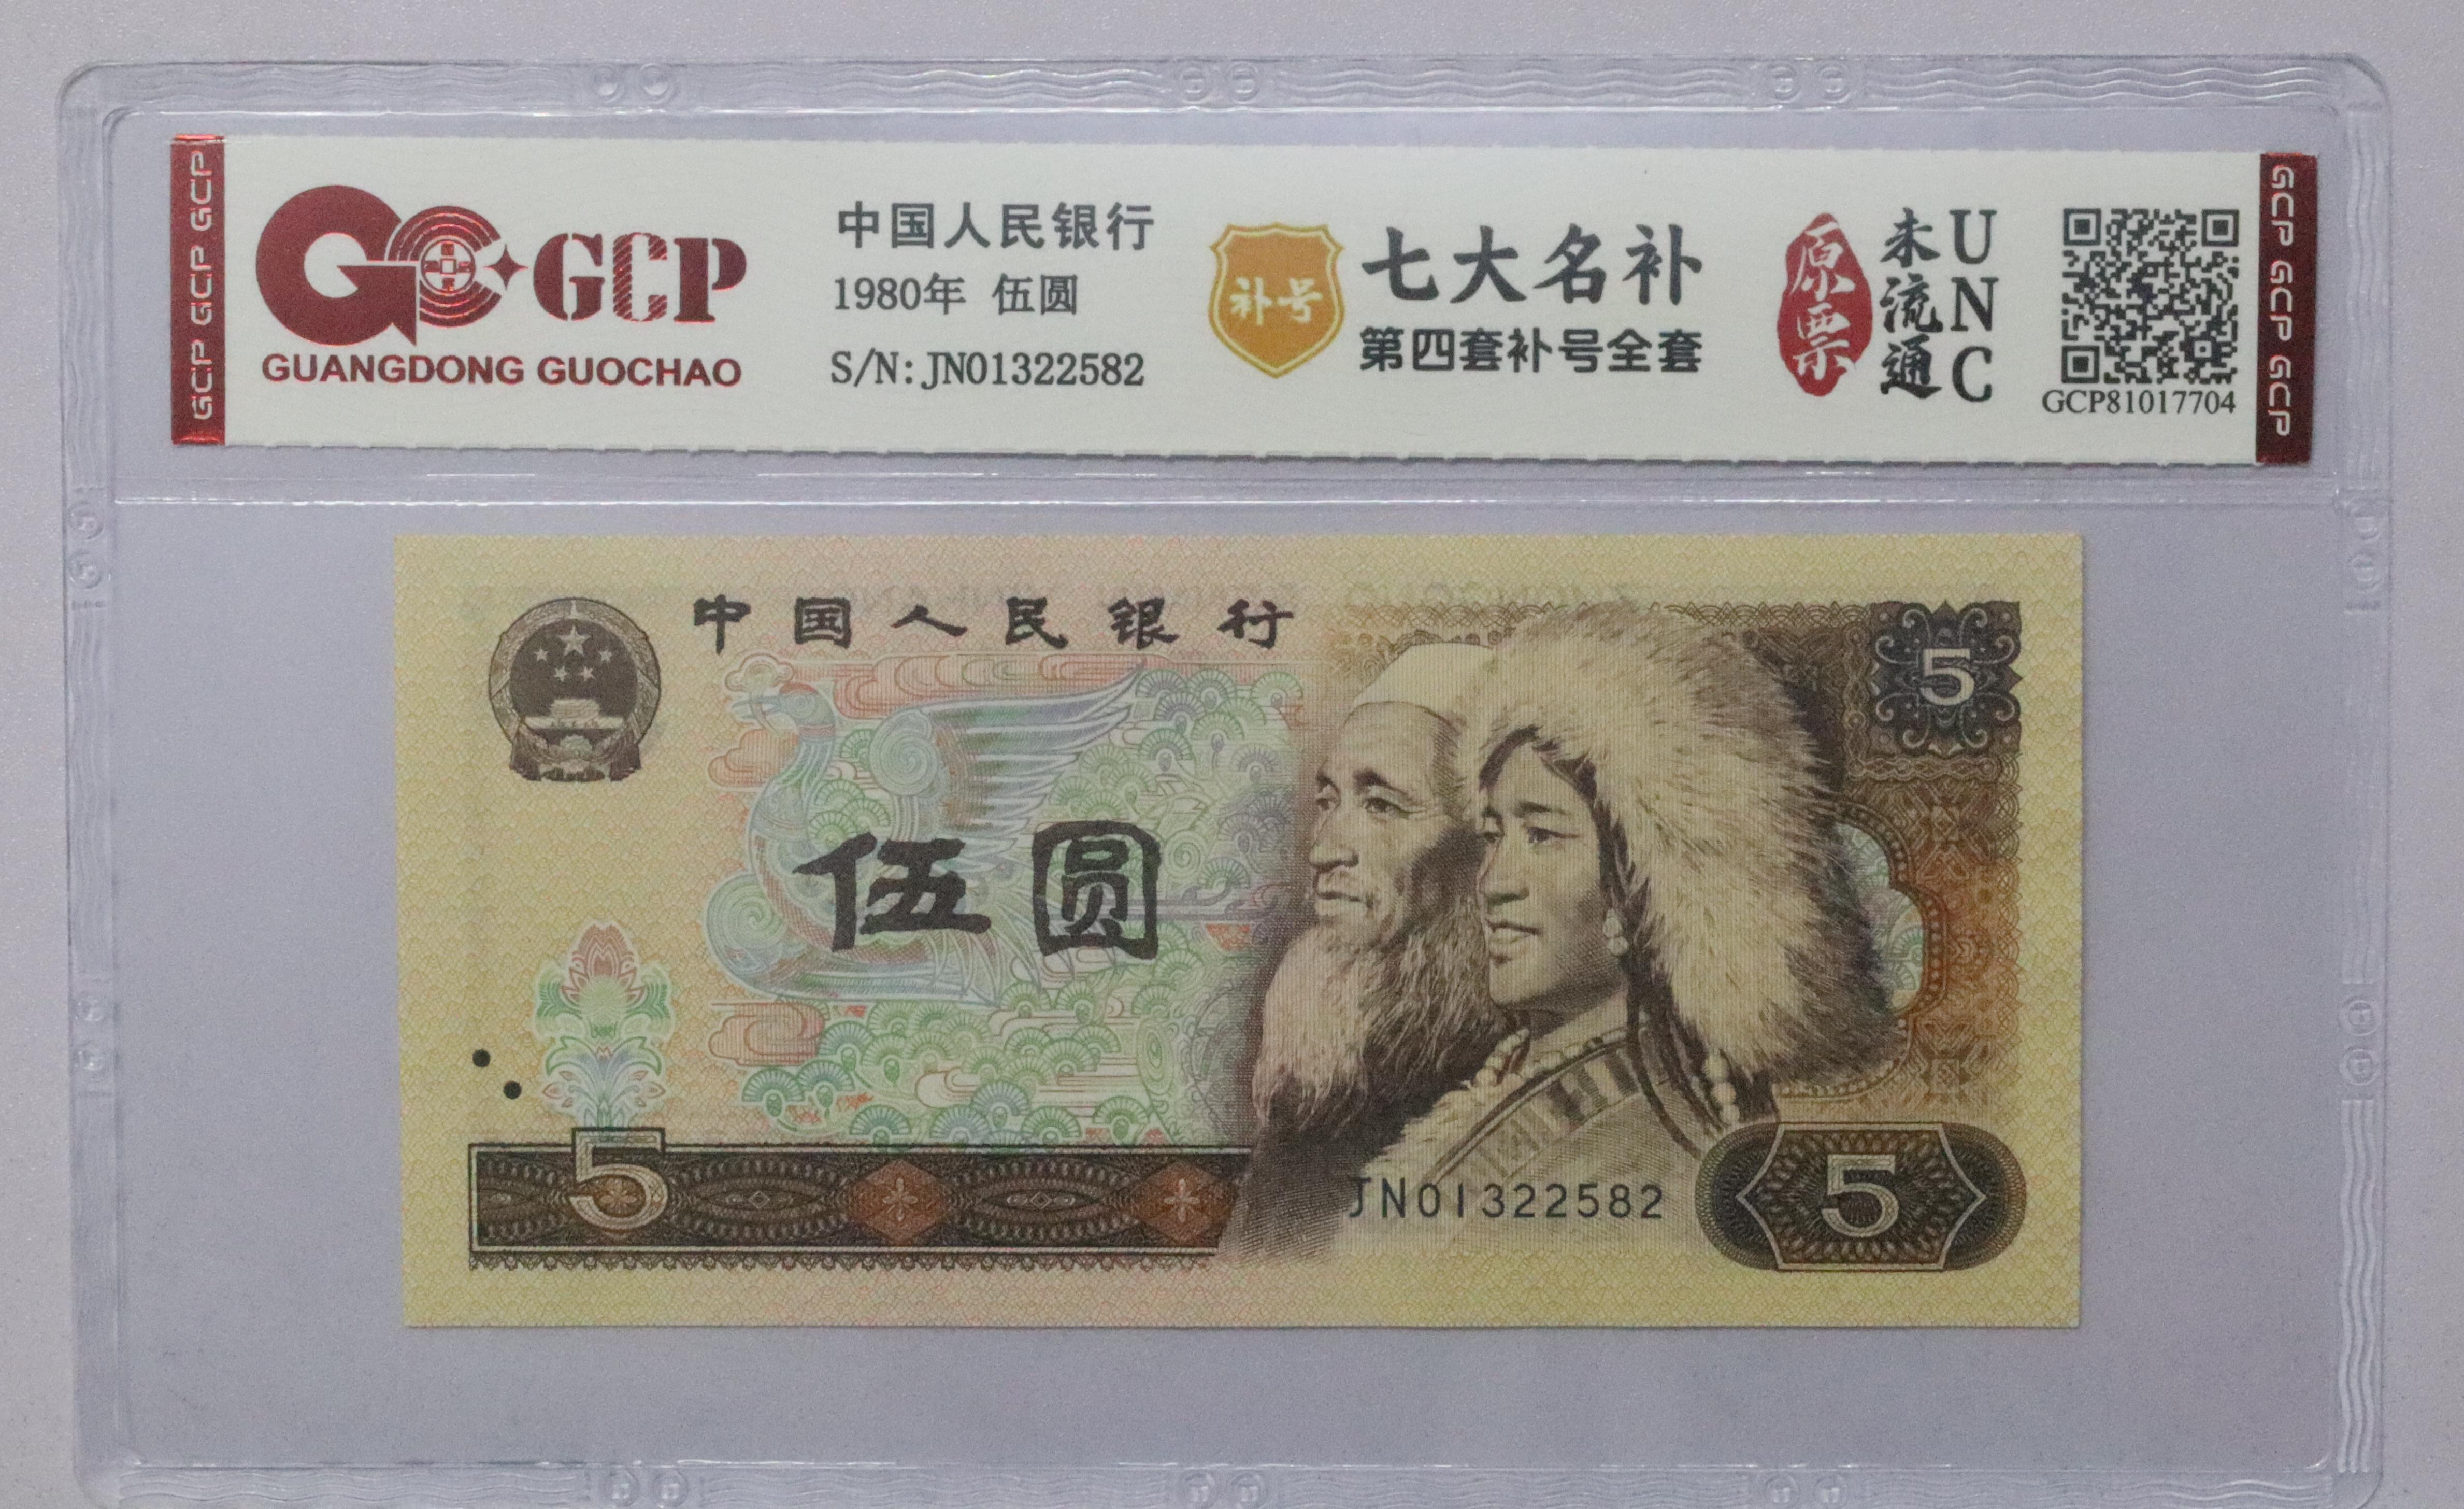 GCP GCP GCP
GCP
GUANGDONG GUOCHAO
中国人民银行
1980年 伍圆
S/N: JN01322582
补号
七大名补
第四套补号全套
原票
未流通
UNC
GCP81017704
GCP GCP GCP
中国人民银行
5
伍圆
5
JN01322582
5